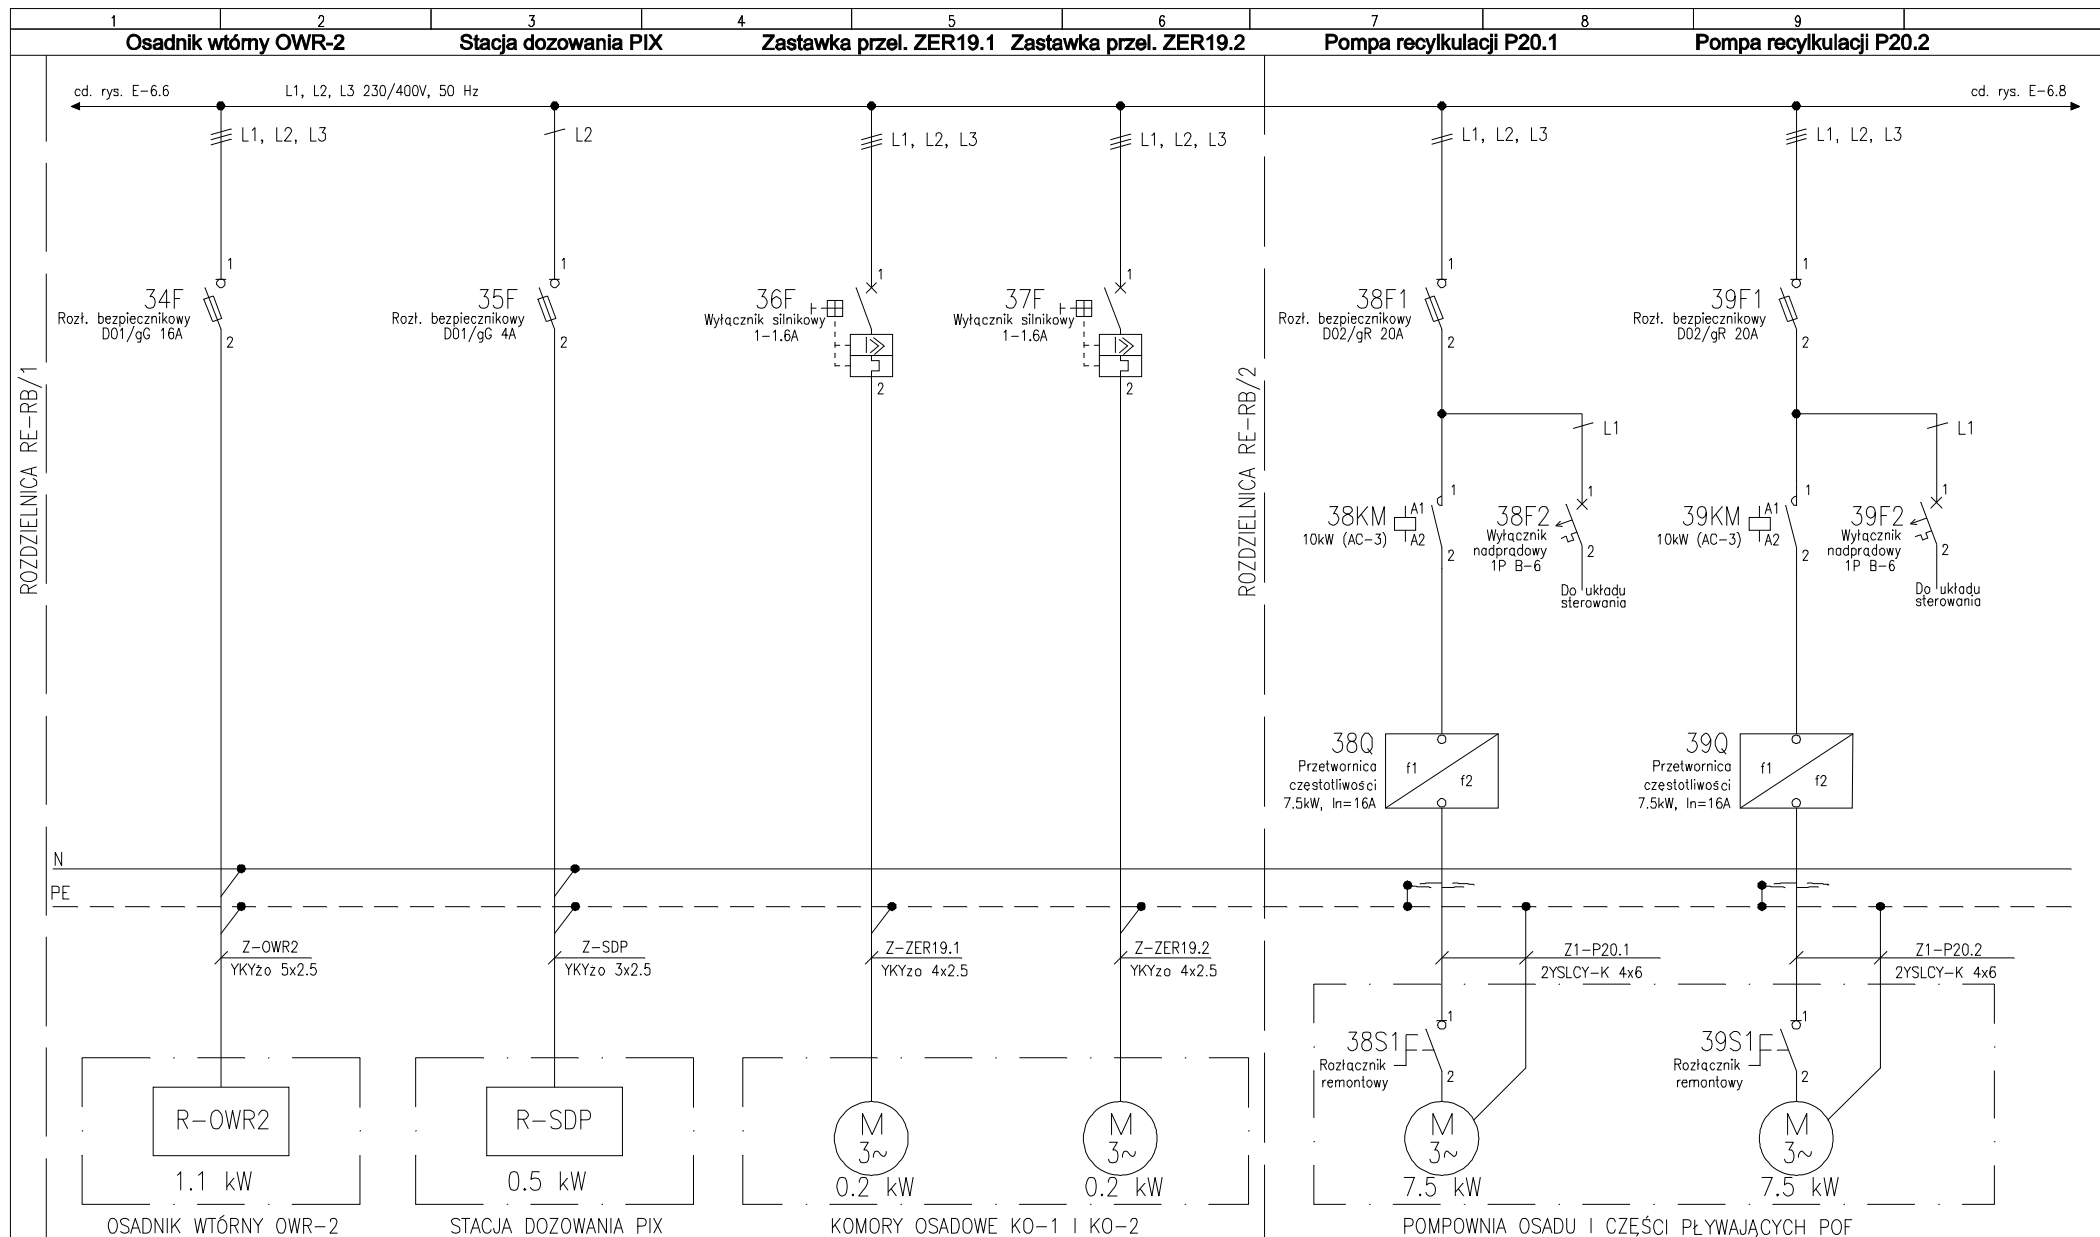 1 2 3 4 5 6 7 8 9
Osadnik wtórny OWR-2 Stacja dozowania PIX Zastawka przel. ZER19.1 Zastawka przel. ZER19.2 Pompa recylkulacji P20.1 Pompa recylkulacji P20.2
cd. rys. E-6.6 L1, L2, L3 230/400V, 50 Hz cd. rys. E-6.8
L1, L2, L3 L2 L1, L2, L3 L1, L2, L3 L1, L2, L3 L1, L2, L3
ROZDZIELNICA RE-RB/1
1
34F
Rozł. bezpiecznikowy
D01/gG 16A
2
1
35F
Rozł. bezpiecznikowy
D01/gG 4A
2
1
36F
Wyłącznik silnikowy
1-1.6A
I>>
2
1
37F
Wyłącznik silnikowy
1-1.6A
I>>
2
ROZDZIELNICA RE-RB/2
1
38F1
Rozł. bezpiecznikowy
D02/gR 20A
2
1
39F1
Rozł. bezpiecznikowy
D02/gR 20A
2
L1
1
38KM A1
10kW (AC-3) A2
2
1
38F2
Wyłącznik
nadprądowy
1P B-6
2
Do układu
sterowania
L1
1
39KM A1
10kW (AC-3) A2
2
1
39F2
Wyłącznik
nadprądowy
1P B-6
2
Do układu
sterowania
38Q
Przetwornica
częstotliwości
7.5kW, In=16A
f1
f2
39Q
Przetwornica
częstotliwości
7.5kW, In=16A
f1
f2
N
PE
Z-OWR2
YKYżo 5x2.5
Z-SDP
YKYżo 3x2.5
Z-ZER19.1
YKYżo 4x2.5
Z-ZER19.2
YKYżo 4x2.5
Z1-P20.1
2YSLCY-K 4x6
Z1-P20.2
2YSLCY-K 4x6
1
38S1
Rozłącznik
remontowy
2
1
39S1
Rozłącznik
remontowy
2
R-OWR2
1.1 kW
R-SDP
0.5 kW
M
3~
0.2 kW
M
3~
0.2 kW
M
3~
7.5 kW
M
3~
7.5 kW
OSADNIK WTÓRNY OWR-2 STACJA DOZOWANIA PIX KOMORY OSADOWE KO-1 I KO-2 POMPOWNIA OSADU I CZĘŚCI PŁYWAJĄCYCH POF